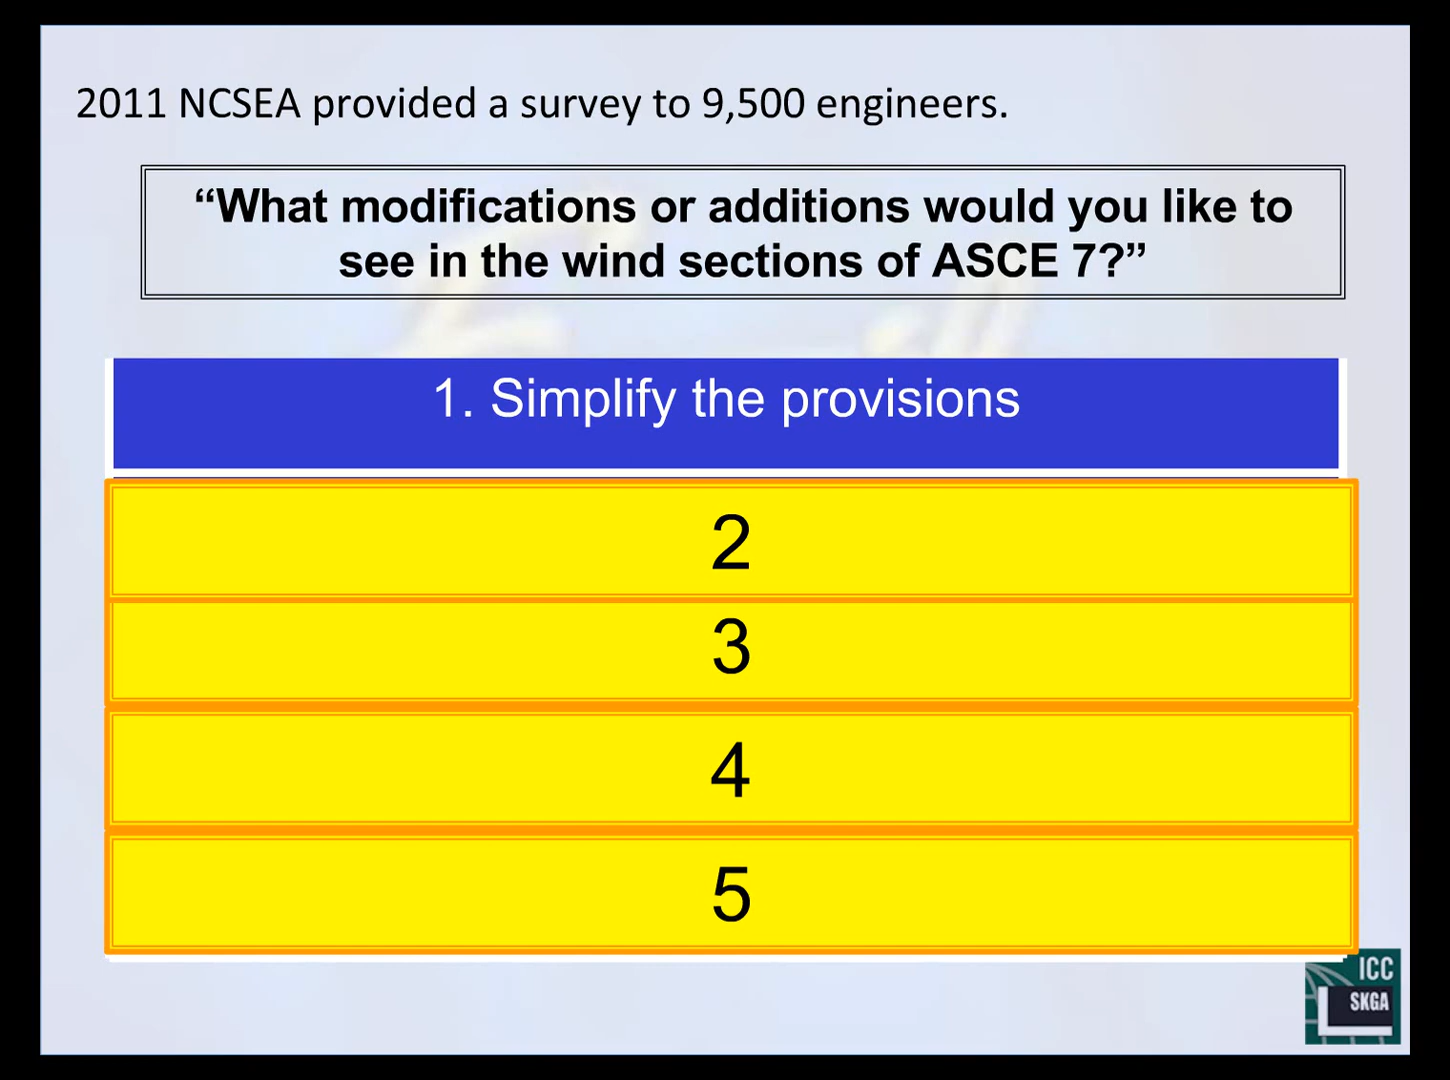 2011 NCSEA provided a survey to 9,500 engineers.
“What modifications or additions would you like to
see in the wind sections of ASCE 7?”
1. Simplify the provisions
2
3
4
5
ICC
SKGA